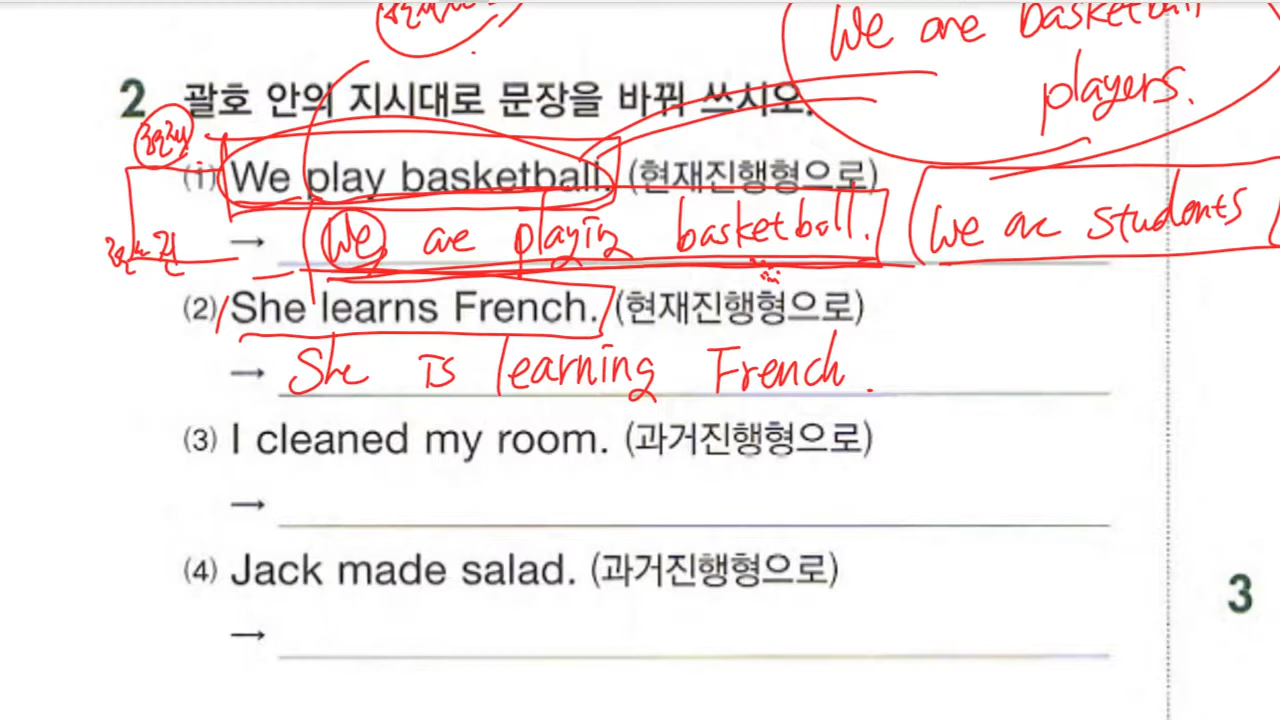 We are basketball
players.
2 괄호 안의 지시대로 문장을 바꿔 쓰시오.
(1) We play basketball. (현재진행형으로)
→ We are playing basketball.
We are students
(2) She learns French. (현재진행형으로)
→ She is learning French.
(3) I cleaned my room. (과거진행형으로)
→
(4) Jack made salad. (과거진행형으로)
→
3